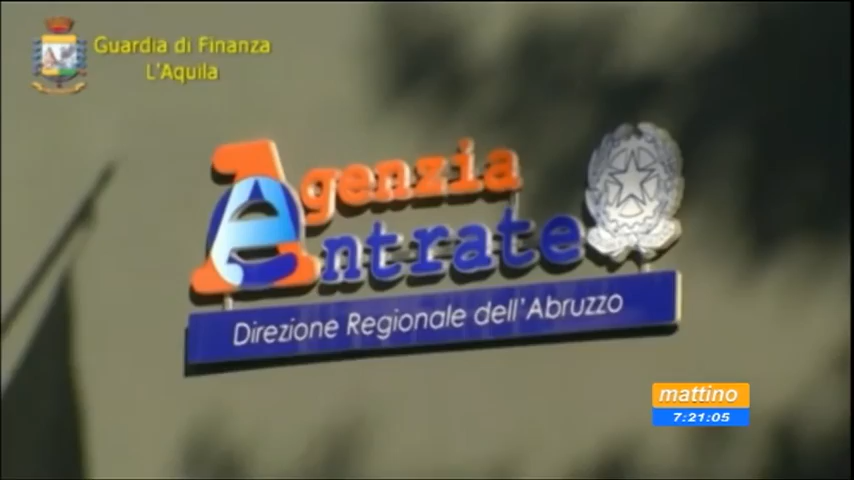 Guardia di Finanza
L'Aquila
Agenzia
entrate
Direzione Regionale dell'Abruzzo
mattino
7:21:05